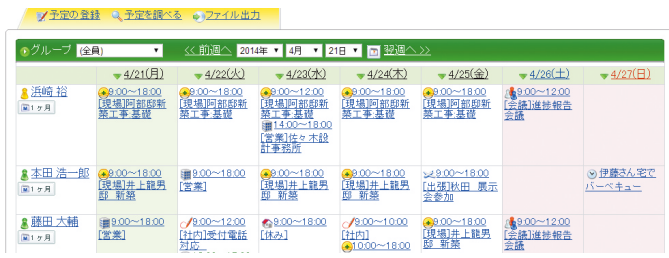 予定の登録 予定を調べる ファイル出力
グループ (全員) << 前週へ 2014年 4月 21日 翌週へ >>
4/21(月) 4/22(火) 4/23(水) 4/24(木) 4/25(金) 4/26(土) 4/27(日)
浜崎 裕 9:00～18:00 9:00～18:00 9:00～12:00 9:00～18:00 9:00～18:00 9:00～12:00
1ヶ月 [現場]阿部邸新 [現場]阿部邸新 [現場]阿部邸新 [現場]阿部邸新 [現場]阿部邸新 [会議]進捗報告
築工事 基礎 築工事 基礎 築工事 基礎 築工事 基礎 築工事 基礎 会議
14:00～18:00
[営業]佐々木設
計事務所
本田 浩一郎 9:00～18:00 9:00～18:00 9:00～18:00 9:00～18:00 9:00～18:00 伊藤さん宅で
1ヶ月 [現場]井上龍男 [営業] [現場]井上龍男 [現場]井上龍男 [出張]秋田 展示 バーベキュー
邸 新築 邸 新築 邸 新築 会参加
藤田 大輔 9:00～18:00 9:00～12:00 9:00～18:00 9:00～10:00 9:00～18:00 9:00～12:00
1ヶ月 [営業] [社内]受付電話 [休み] [社内] [現場]井上龍男 [会議]進捗報告
対応 10:00～18:00 邸 新築 会議